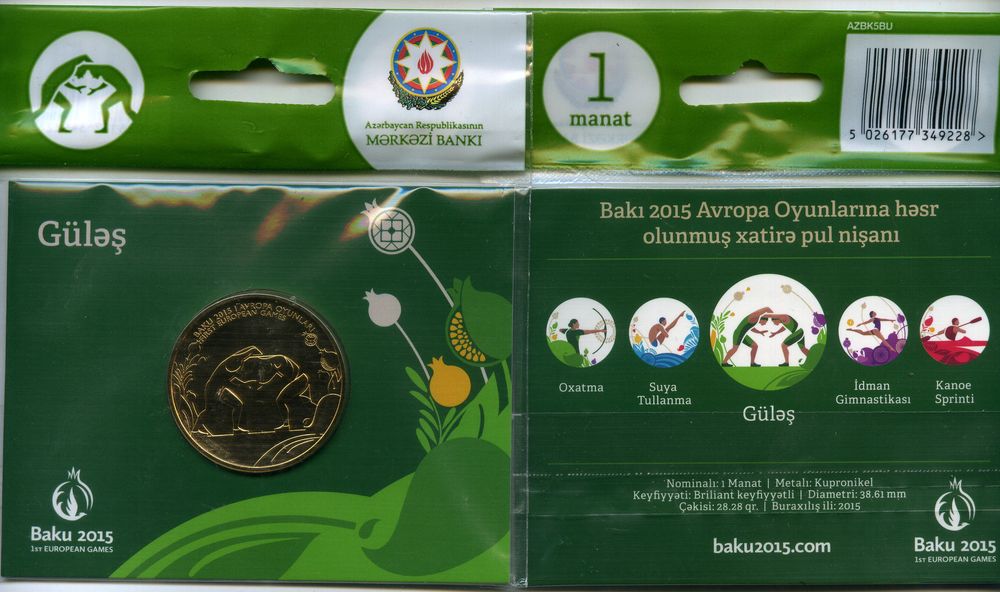 Azərbaycan Respublikasının
MƏRKƏZİ BANKI
Güləş
BAKU 2015 1 AVROPA OYUNLARI
FIRST EUROPEAN GAMES
Baku 2015
1ST EUROPEAN GAMES
1
manat
AZBK5BU
5 026177 349228 >
Bakı 2015 Avropa Oyunlarına həsr
olunmuş xatirə pul nişanı
Oxatma
Suya
Tullanma
Güləş
İdman
Gimnastikası
Kanoe
Sprinti
Nominalı: 1 Manat | Metalı: Kupronikel
Keyfiyyəti: Briliant keyfiyyətli | Diametri: 38.61 mm
Çəkisi: 28.28 qr. | Buraxılış ili: 2015
baku2015.com
Baku 2015
1ST EUROPEAN GAMES